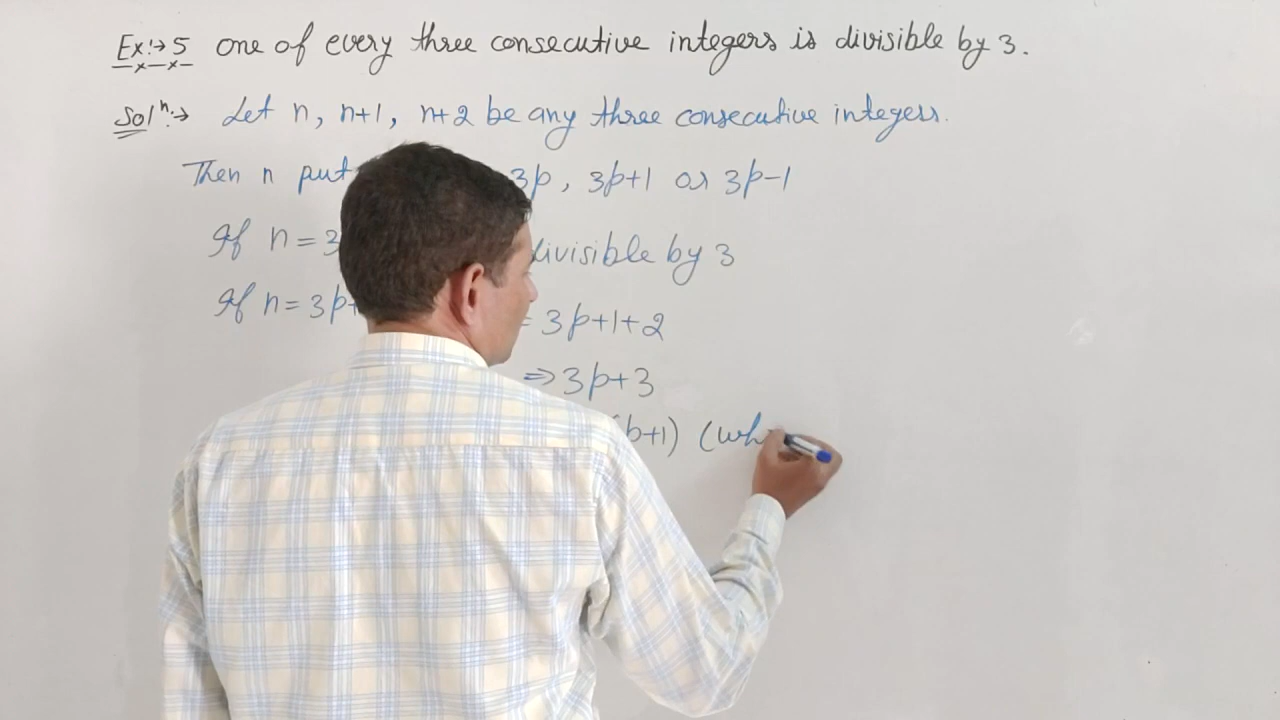 Ex:→ 5 one of every three consecutive integers is divisible by 3.
Solⁿ:→ Let n, n+1, n+2 be any three consecutive integers.
Then n put 3p, 3p+1 or 3p-1
If n = 3 divisible by 3
If n = 3p+ = 3p+1+2
⇒ 3p+3
(p+1) (wh